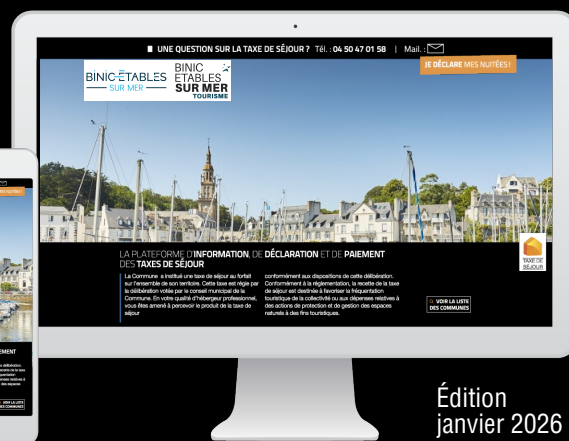 UNE QUESTION SUR LA TAXE DE SÉJOUR ? Tél. : 04 50 47 01 58 | Mail. :
JE DÉCLARE MES NUITÉES !
BINIC-ÉTABLES
SUR MER
BINIC
ETABLES
SUR MER
TOURISME
LA PLATEFORME D'INFORMATION, DE DÉCLARATION ET DE PAIEMENT
DES TAXES DE SÉJOUR
La Commune a institué une taxe de séjour au forfait
sur l'ensemble de son territoire. Cette taxe est régie par
la délibération votée par le conseil municipal de la
Commune. En votre qualité d'hébergeur professionnel,
vous êtes amené à percevoir le produit de la taxe de
séjour
conformément aux dispositions de cette délibération.
Conformément à la règlementation, la recette de la taxe
de séjour est destinée à favoriser la fréquentation
touristique de la collectivité ou aux dépenses relatives à
des actions de protection et de gestion des espaces
naturels à des fins touristiques.
TAXE DE
SÉJOUR
VOIR LA LISTE
DES COMMUNES
Édition
janvier 2026